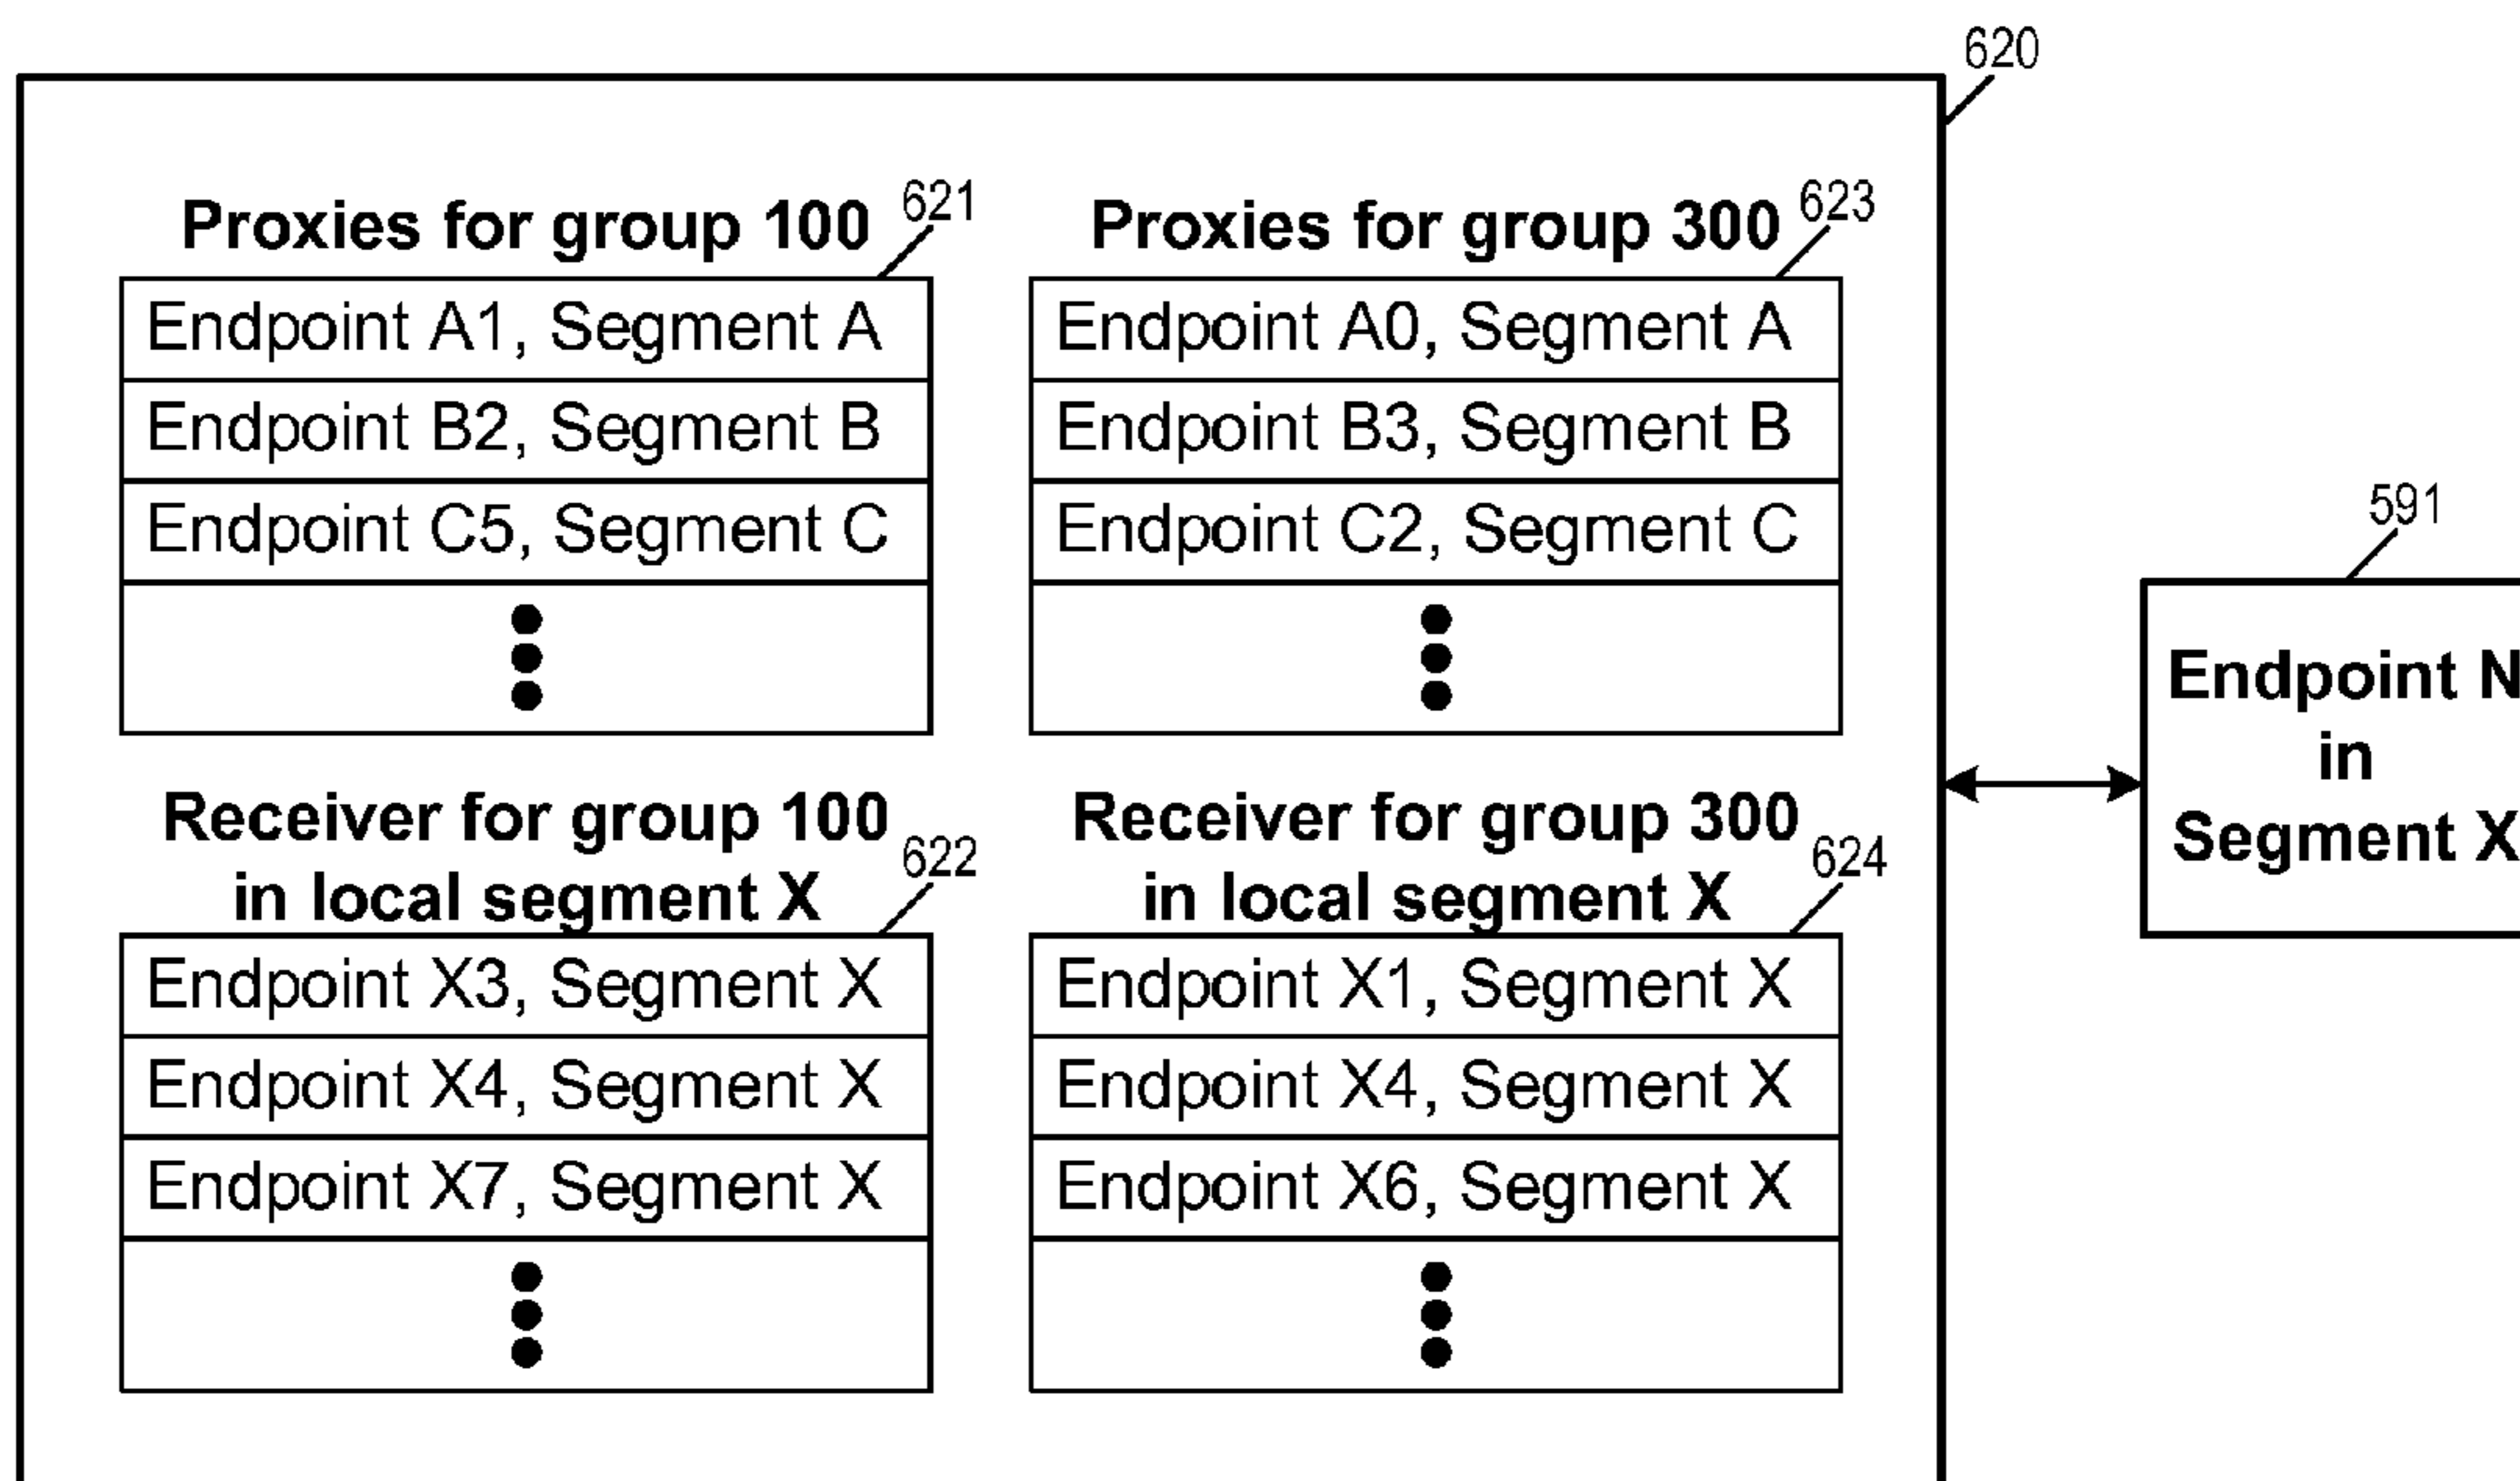 620
Proxies for group 100
621
Endpoint A1, Segment A
Endpoint B2, Segment B
Endpoint C5, Segment C
Proxies for group 300
623
Endpoint A0, Segment A
Endpoint B3, Segment B
Endpoint C2, Segment C
Receiver for group 100
in local segment X
622
Endpoint X3, Segment X
Endpoint X4, Segment X
Endpoint X7, Segment X
Receiver for group 300
in local segment X
624
Endpoint X1, Segment X
Endpoint X4, Segment X
Endpoint X6, Segment X
591
Endpoint N
in
Segment X